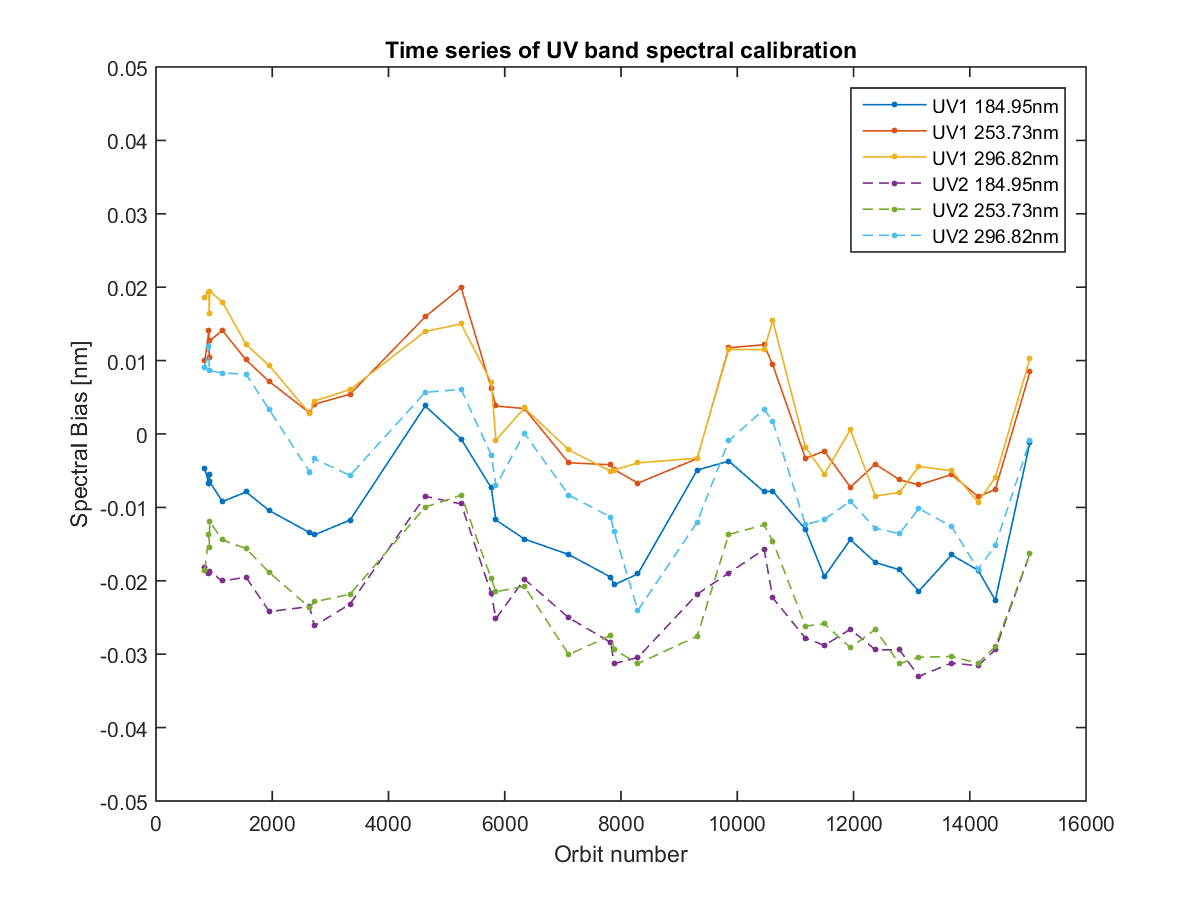 Time series of UV band spectral calibration
0.05
0.04
0.03
0.02
0.01
0
-0.01
-0.02
-0.03
-0.04
-0.05
Spectral Bias [nm]
UV1 184.95nm
UV1 253.73nm
UV1 296.82nm
UV2 184.95nm
UV2 253.73nm
UV2 296.82nm
0 2000 4000 6000 8000 10000 12000 14000 16000
Orbit number